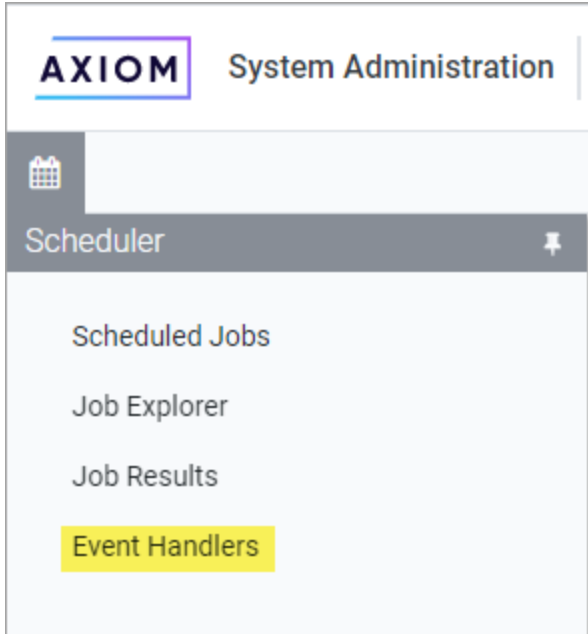 AXIOM System Administration
Scheduler
Scheduled Jobs
Job Explorer
Job Results
Event Handlers